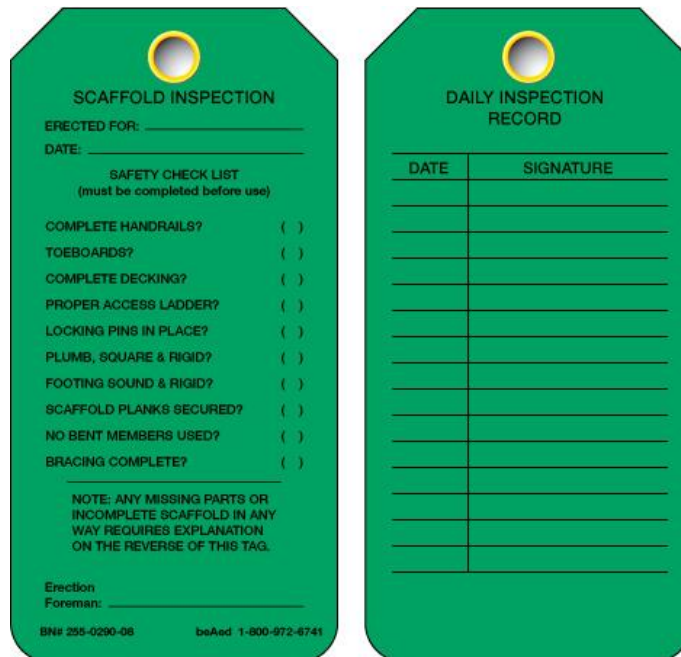 SCAFFOLD INSPECTION
ERECTED FOR:
DATE:
SAFETY CHECK LIST
(must be completed before use)
COMPLETE HANDRAILS? ( )
TOEBOARDS? ( )
COMPLETE DECKING? ( )
PROPER ACCESS LADDER? ( )
LOCKING PINS IN PLACE? ( )
PLUMB, SQUARE & RIGID? ( )
FOOTING SOUND & RIGID? ( )
SCAFFOLD PLANKS SECURED? ( )
NO BENT MEMBERS USED? ( )
BRACING COMPLETE? ( )
NOTE: ANY MISSING PARTS OR
INCOMPLETE SCAFFOLD IN ANY
WAY REQUIRES EXPLANATION
ON THE REVERSE OF THIS TAG.
Erection
Foreman:
BN# 255-0290-06 beAed 1-800-972-6741
DAILY INSPECTION
RECORD
DATE SIGNATURE